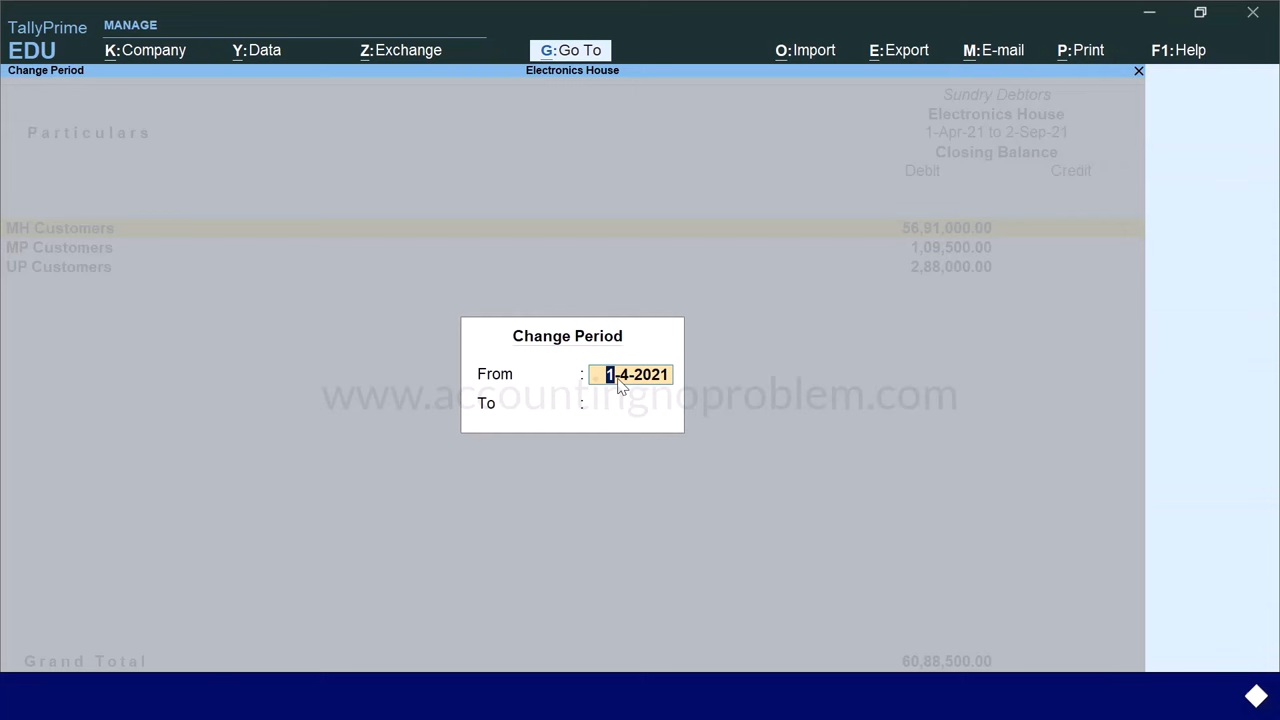 TallyPrime MANAGE
EDU K:Company Y:Data Z:Exchange G:Go To O:Import E:Export M:E-mail P:Print F1:Help
Change Period Electronics House
Sundry Debtors
Electronics House
Particulars 1-Apr-21 to 2-Sep-21
Closing Balance
Debit Credit
MH Customers 56,91,000.00
MP Customers 1,09,500.00
UP Customers 2,88,000.00
Change Period
From : 1-4-2021
www.accountingnoproblem.com
To :
Grand Total 60,88,500.00